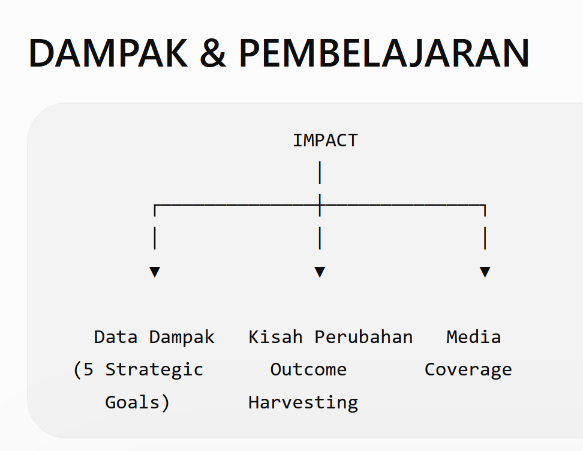 DAMPAK & PEMBELAJARAN
IMPACT
Data Dampak Kisah Perubahan Media
(5 Strategic Outcome Coverage
Goals) Harvesting